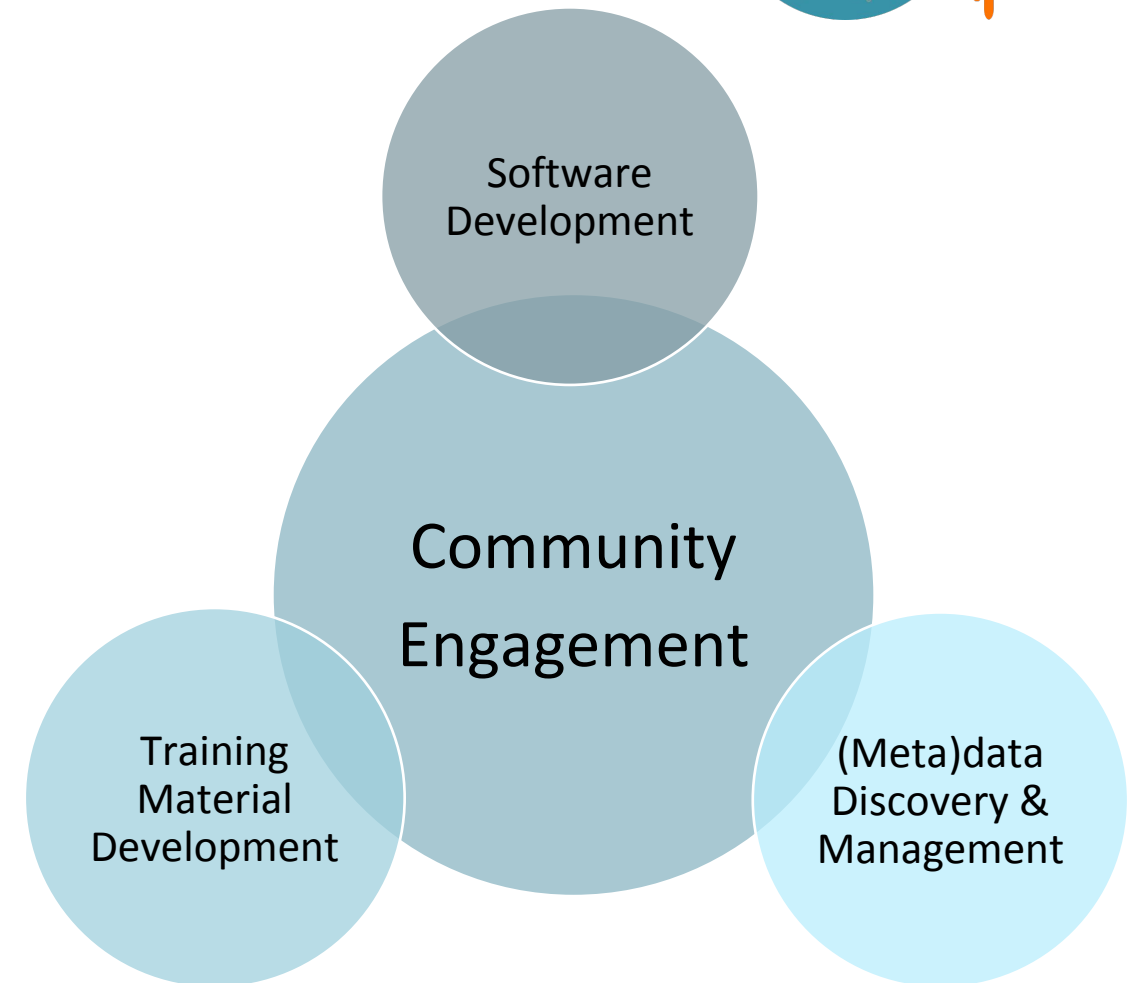 Software
Development
Community
Engagement
Training
Material
Development
(Meta)data
Discovery &
Management